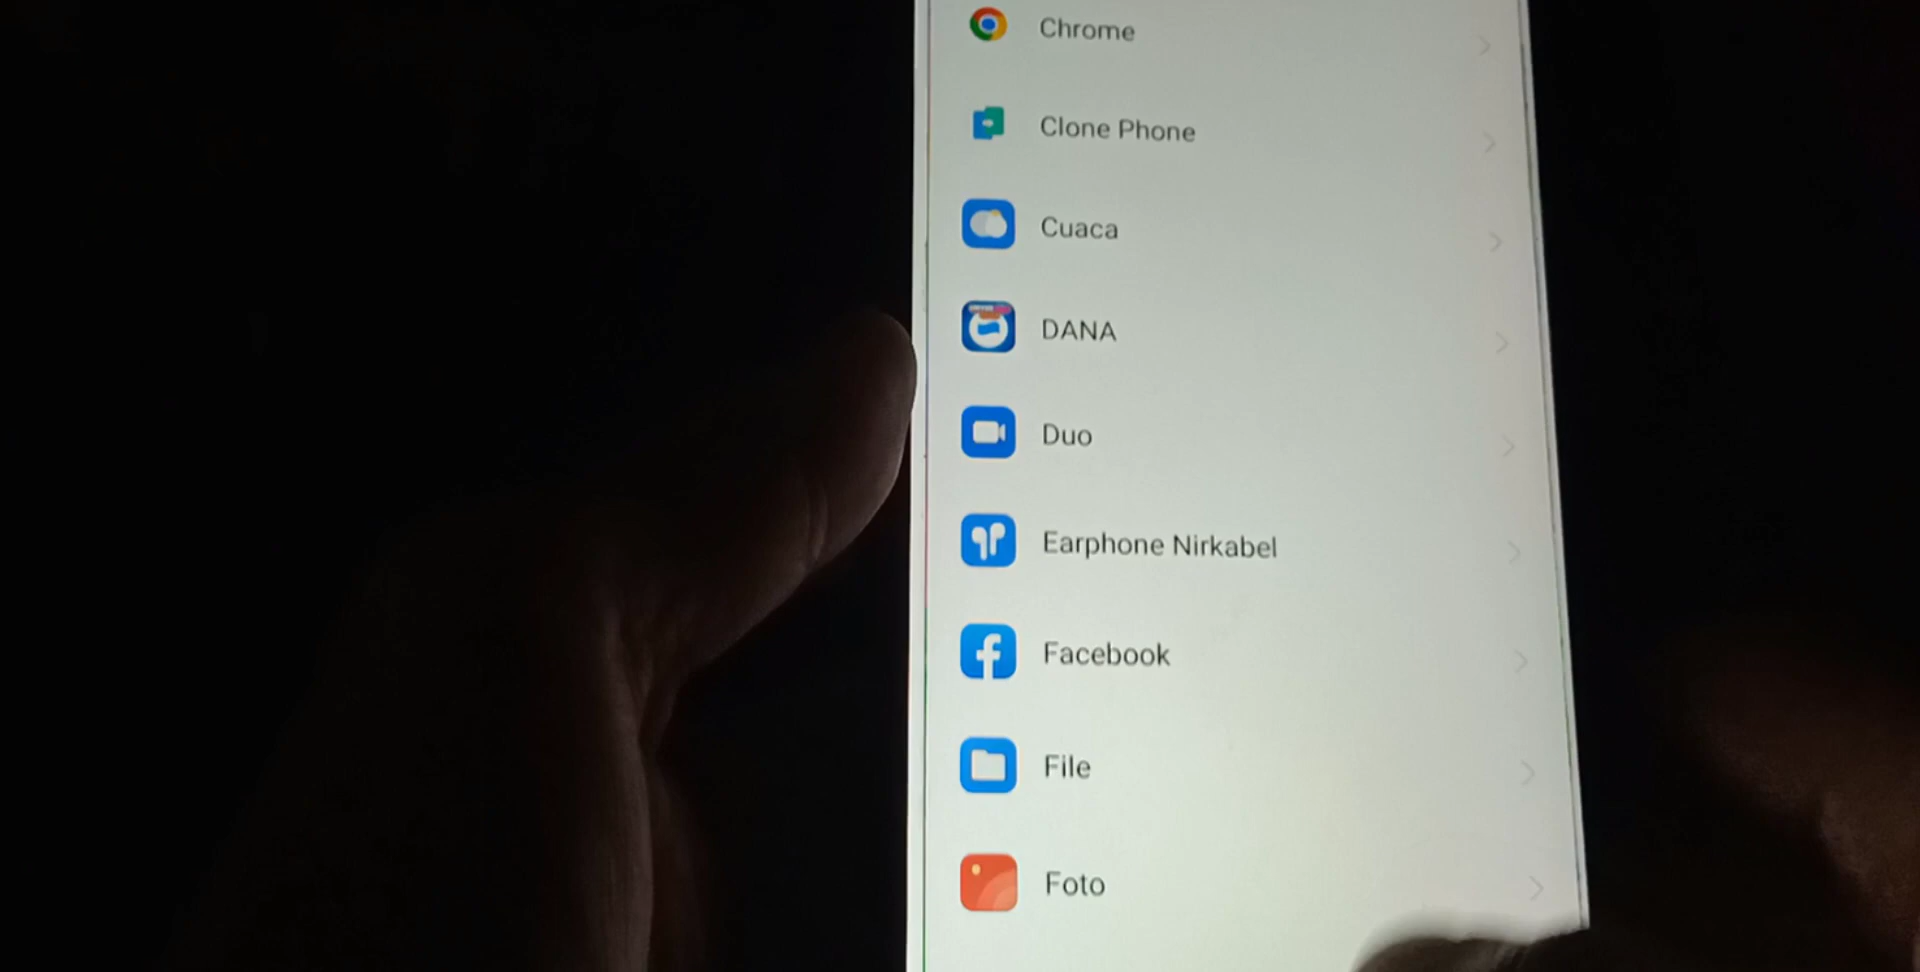 Chrome
Clone Phone
Cuaca
DANA
Duo
Earphone Nirkabel
Facebook
File
Foto